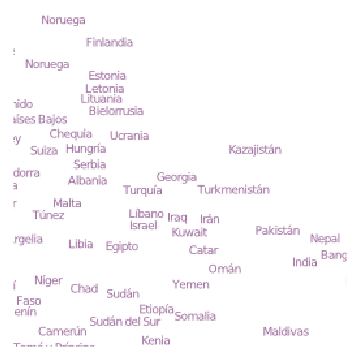 Noruega
Finlandia
Noruega
Estonia
Letonia
Lituania
Bielorrusia
Bajos
Chequia
Ucrania
Suiza
Hungría
Kazajistán
Serbia
Albania
Georgia
Turquía
Turkmenistán
Malta
Túnez
Líbano
Iraq
Irán
Israel
Kuwait
Pakistán
Nepal
Libia
Egipto
Catar
India
Omán
Níger
Chad
Yemen
Sudán
Faso
Etiopía
Somalia
Sudán del Sur
Camerún
Maldivas
Kenia